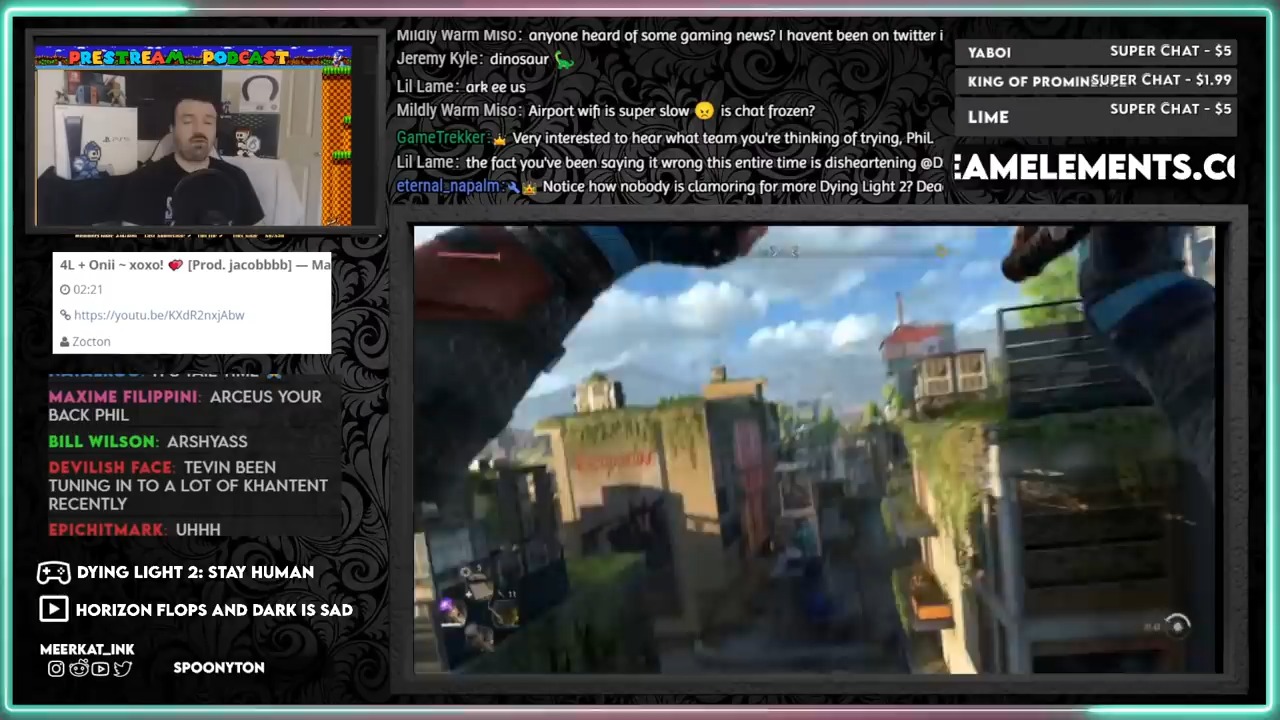 PRESTREAM PODCAST
4L + Onii ~ xoxo! 💕 [Prod. jacobbbb] — Ma
02:21
https://youtu.be/KXdR2nxjAbw
Zocton
MAXIME FILIPPINI: ARCEUS YOUR
BACK PHIL
BILL WILSON: ARSHYASS
DEVILISH FACE: TEVIN BEEN
TUNING IN TO A LOT OF KHANTENT
RECENTLY
EPICHITMARK: UHHH
DYING LIGHT 2: STAY HUMAN
HORIZON FLOPS AND DARK IS SAD
MEERKAT_INK
SPOONYTON
Mildly Warm Miso: anyone heard of some gaming news? I havent been on twitter i
Jeremy Kyle: dinosaur 🦕
Lil Lame: ark ee us
Mildly Warm Miso: Airport wifi is super slow 😠 is chat frozen?
GameTrekker: 👑 Very interested to hear what team you're thinking of trying, Phil.
Lil Lame: the fact you've been saying it wrong this entire time is disheartening @D
eternal_napalm: 🔧👑 Notice how nobody is clamoring for more Dying Light 2? Dea
YABOI SUPER CHAT - $5
KING OF PROMINS SUPER CHAT - $1.99
LIME SUPER CHAT - $5
EAMELEMENTS.CO